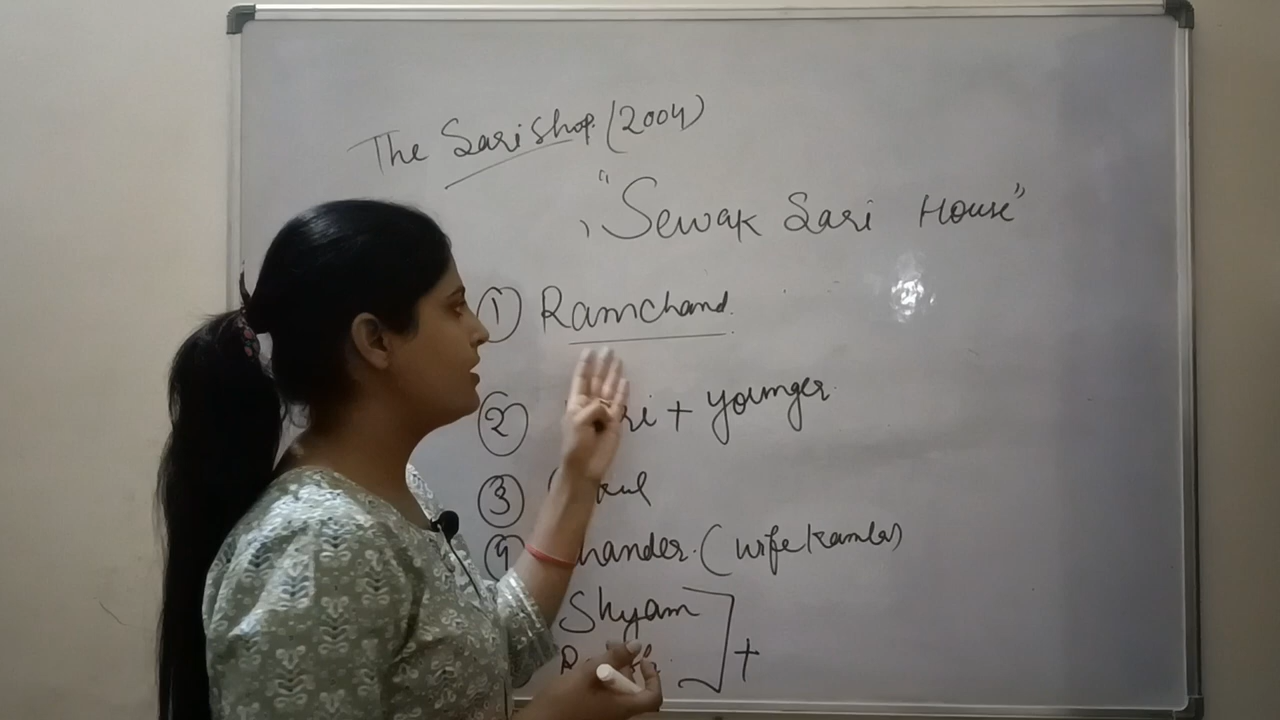 The Sari Shop. (2004)
"Sewak Sari House"
① Ramchand.
② + younger
③
④ (wife Kamla)
Shyam
+